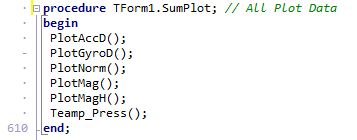 procedure TForm1.SumPlot; // All Plot Data
begin
PlotAccD();
PlotGyroD();
PlotNorm();
PlotMag();
PlotMagH();
Teamp_Press();
610 end;